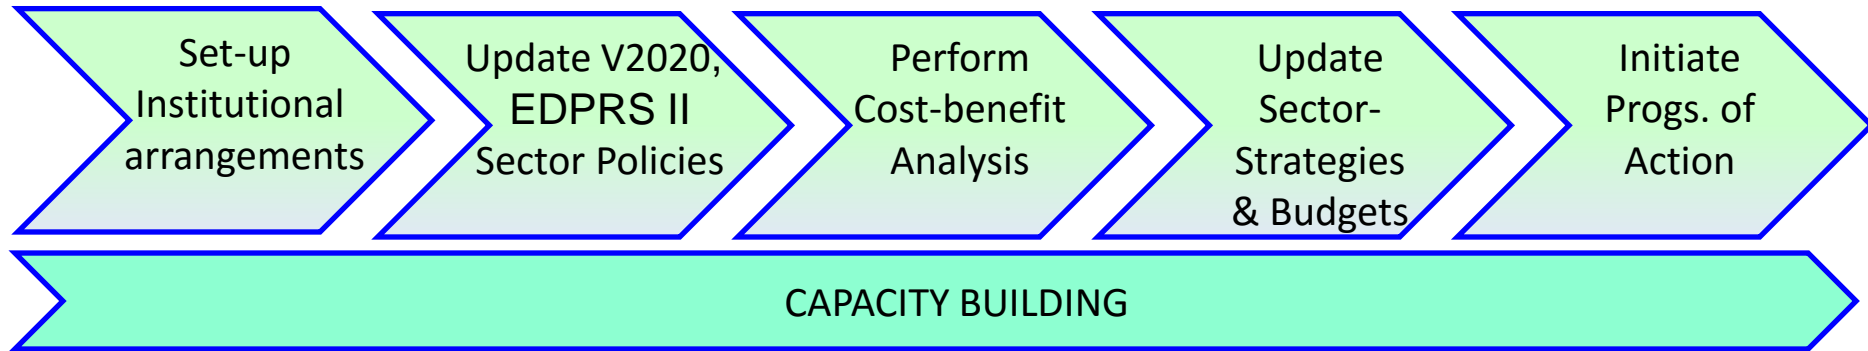 Set-up
Institutional
arrangements
Update V2020,
EDPRS II
Sector Policies
Perform
Cost-benefit
Analysis
Update
Sector-
Strategies
& Budgets
Initiate
Progs. of
Action
CAPACITY BUILDING